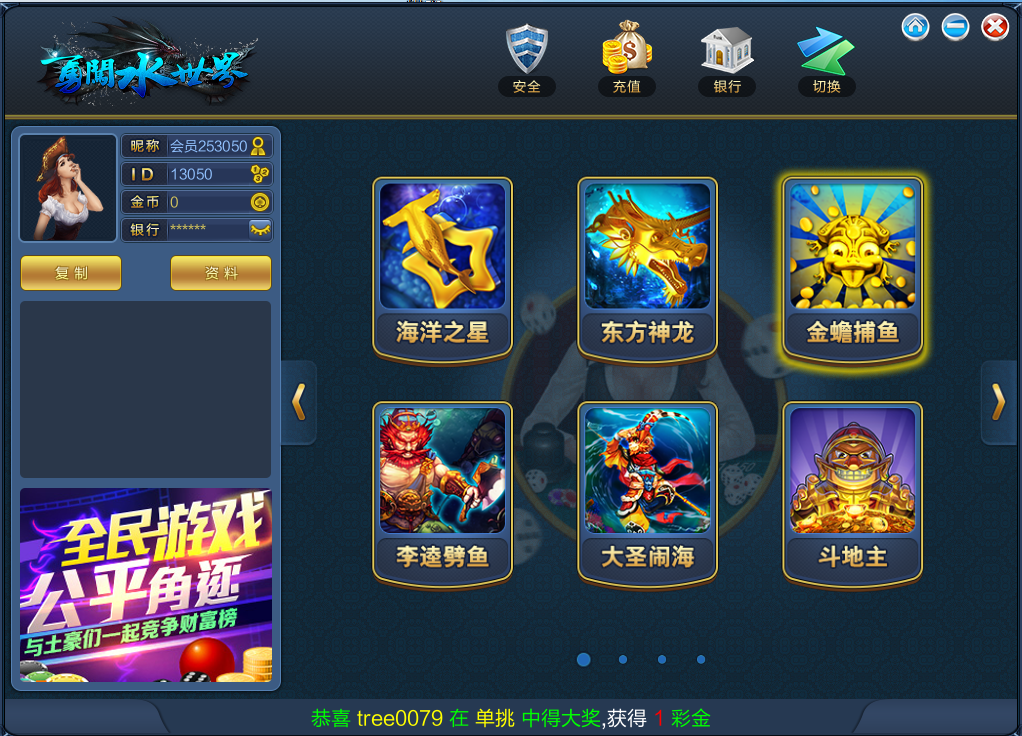 勇闖水世界
安全
充值
银行
切换
昵称 会员253050
ID 13050
金币 0
银行 ******
复制
资料
海洋之星
东方神龙
金蟾捕鱼
李逵劈鱼
大圣闹海
斗地主
全民游戏
公平角逐
与土豪们一起竞争财富榜
恭喜 tree0079 在 单挑 中得大奖,获得 1 彩金